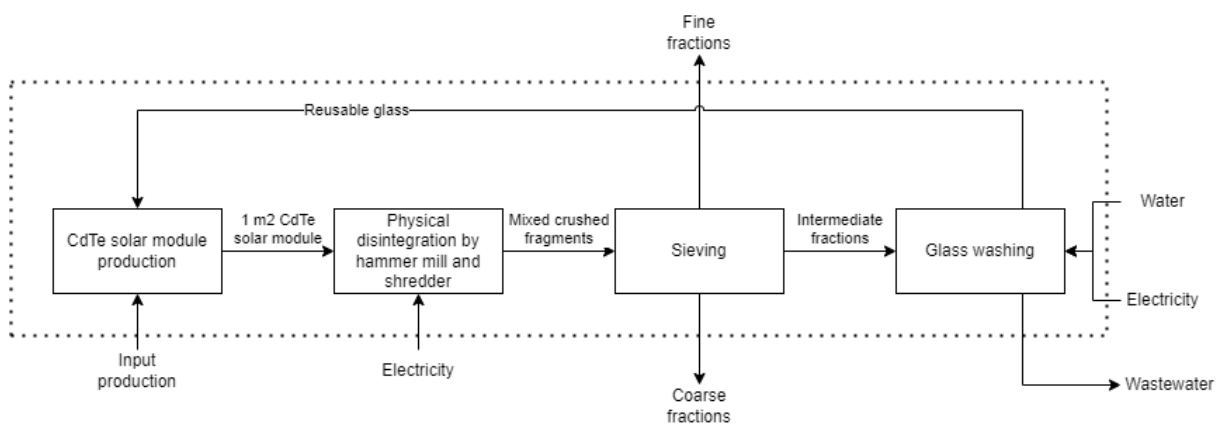 Fine
fractions
Reusable glass
CdTe solar module
production
1 m2 CdTe
solar module
Physical
disintegration by
hammer mill and
shredder
Mixed crushed
fragments
Sieving
Intermediate
fractions
Glass washing
Water
Electricity
Input
production
Electricity
Coarse
fractions
Wastewater